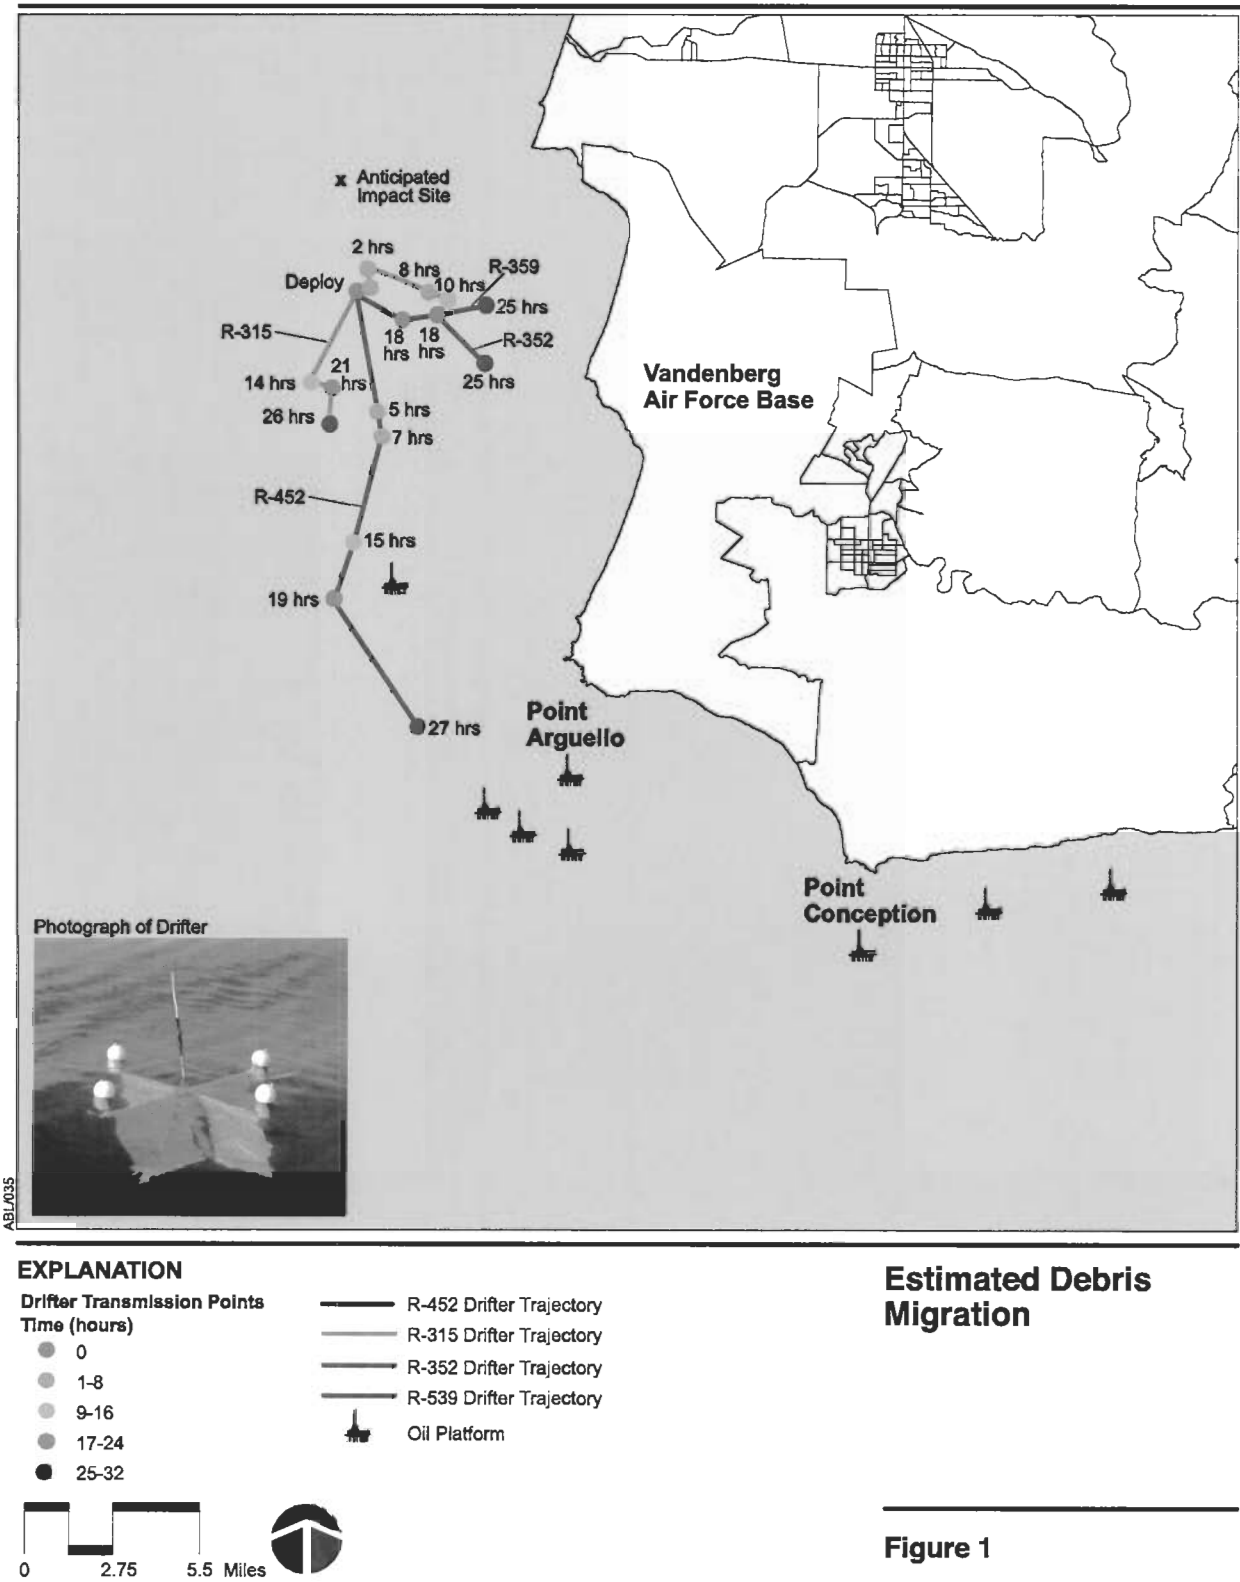 x Anticipated
Impact Site
2 hrs
8 hrs
R-359
Deploy
10 hrs
25 hrs
R-315
18
hrs
18
hrs
R-352
21
hrs
14 hrs
25 hrs
26 hrs
5 hrs
7 hrs
Vandenberg
Air Force Base
R-452
15 hrs
19 hrs
27 hrs
Point
Arguello
Point
Conception
Photograph of Drifter
ABL/035
EXPLANATION
Drifter Transmission Points
Time (hours)
0
1-8
9-16
17-24
25-32
R-452 Drifter Trajectory
R-315 Drifter Trajectory
R-352 Drifter Trajectory
R-539 Drifter Trajectory
Oil Platform
0 2.75 5.5 Miles
Estimated Debris
Migration
Figure 1